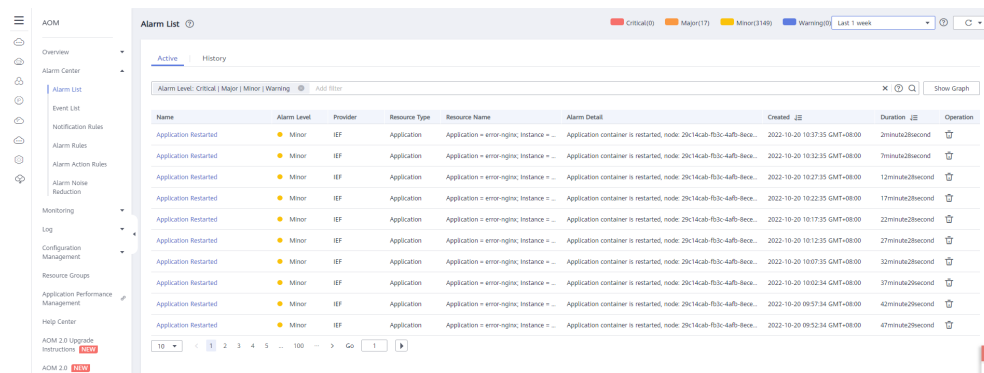 AOM
Overview
Alarm Center
Alarm List
Event List
Notification Rules
Alarm Rules
Alarm Action Rules
Alarm Noise
Reduction
Monitoring
Log
Configuration
Management
Resource Groups
Application Performance
Management
Help Center
AOM 2.0 Upgrade
Instructions NEW
AOM 2.0 NEW
Alarm List
Critical(0) Major(17) Minor(3149) Warning(0) Last 1 week
Active History
Alarm Level: Critical | Major | Minor | Warning Add filter
Show Graph
Name Alarm Level Provider Resource Type Resource Name Alarm Detail Created Duration Operation
Application Restarted Minor IEF Application Application = error-nginx; Instance = ... Application container is restarted, node: 29c14cab-fb3c-4afb-8ece... 2022-10-20 10:37:35 GMT+08:00 2minute28second
Application Restarted Minor IEF Application Application = error-nginx; Instance = ... Application container is restarted, node: 29c14cab-fb3c-4afb-8ece... 2022-10-20 10:32:35 GMT+08:00 7minute28second
Application Restarted Minor IEF Application Application = error-nginx; Instance = ... Application container is restarted, node: 29c14cab-fb3c-4afb-8ece... 2022-10-20 10:27:35 GMT+08:00 12minute28second
Application Restarted Minor IEF Application Application = error-nginx; Instance = ... Application container is restarted, node: 29c14cab-fb3c-4afb-8ece... 2022-10-20 10:22:35 GMT+08:00 17minute28second
Application Restarted Minor IEF Application Application = error-nginx; Instance = ... Application container is restarted, node: 29c14cab-fb3c-4afb-8ece... 2022-10-20 10:17:35 GMT+08:00 22minute28second
Application Restarted Minor IEF Application Application = error-nginx; Instance = ... Application container is restarted, node: 29c14cab-fb3c-4afb-8ece... 2022-10-20 10:12:35 GMT+08:00 27minute28second
Application Restarted Minor IEF Application Application = error-nginx; Instance = ... Application container is restarted, node: 29c14cab-fb3c-4afb-8ece... 2022-10-20 10:07:35 GMT+08:00 32minute28second
Application Restarted Minor IEF Application Application = error-nginx; Instance = ... Application container is restarted, node: 29c14cab-fb3c-4afb-8ece... 2022-10-20 10:02:34 GMT+08:00 37minute29second
Application Restarted Minor IEF Application Application = error-nginx; Instance = ... Application container is restarted, node: 29c14cab-fb3c-4afb-8ece... 2022-10-20 09:57:34 GMT+08:00 42minute29second
Application Restarted Minor IEF Application Application = error-nginx; Instance = ... Application container is restarted, node: 29c14cab-fb3c-4afb-8ece... 2022-10-20 09:52:34 GMT+08:00 47minute29second
10 1 2 3 4 5 ... 100 ... Go 1